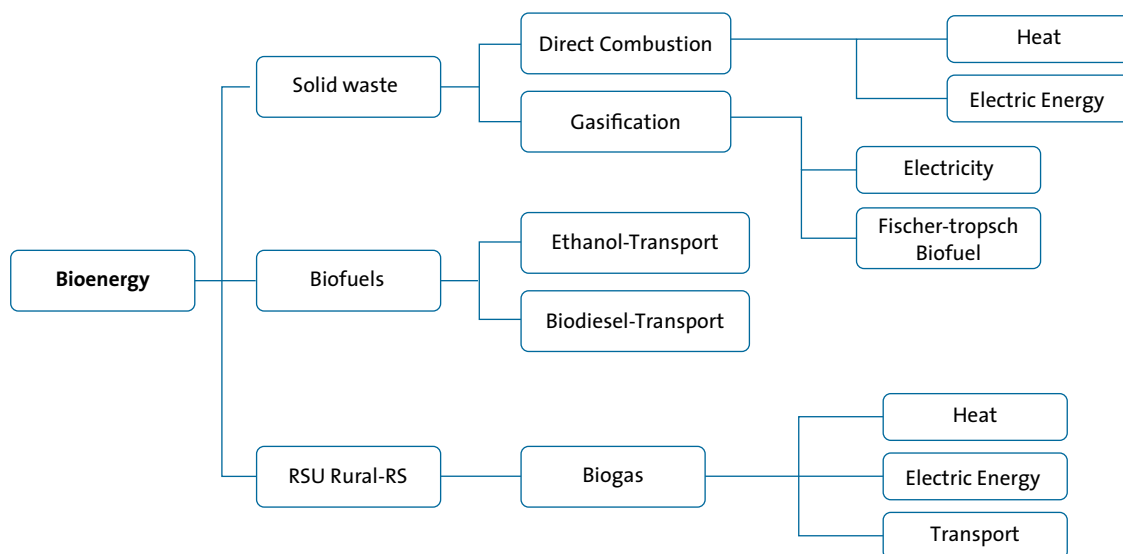 Direct Combustion
Heat
Solid waste
Electric Energy
Gasification
Electricity
Fischer-tropsch
Biofuel
Ethanol-Transport
Bioenergy
Biofuels
Biodiesel-Transport
Heat
RSU Rural-RS
Biogas
Electric Energy
Transport